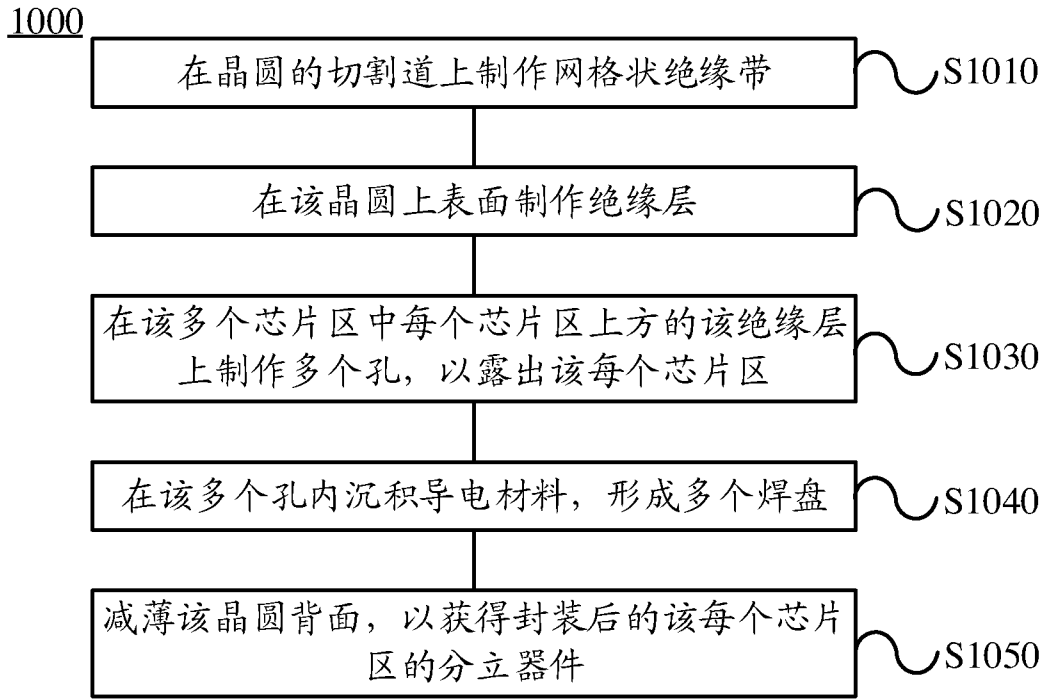 1000
在晶圆的切割道上制作网格状绝缘带
S1010
在该晶圆上表面制作绝缘层
S1020
在该多个芯片区中每个芯片区上方的该绝缘层
上制作多个孔，以露出该每个芯片区
S1030
在该多个孔内沉积导电材料，形成多个焊盘
S1040
减薄该晶圆背面，以获得封装后的该每个芯片
区的分立器件
S1050